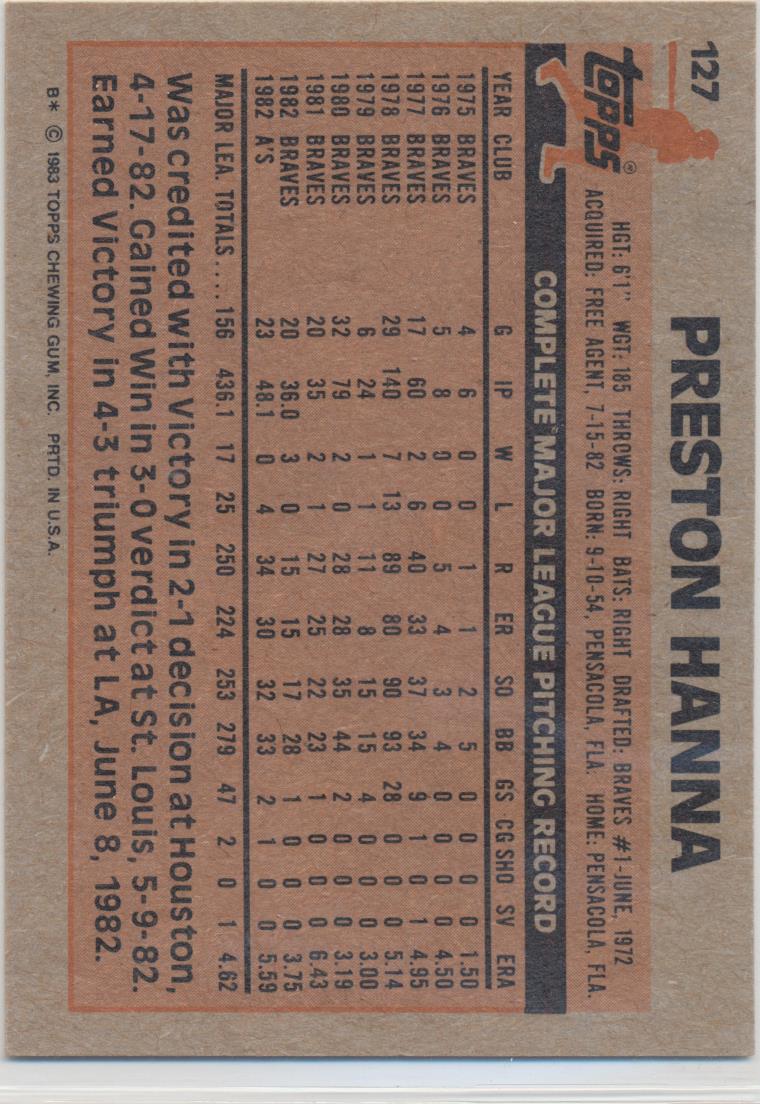 127 PRESTON HANNA
topps®
HGT: 6'1" WGT: 185 THROWS: RIGHT BATS: RIGHT DRAFTED: BRAVES #1-JUNE, 1972
ACQUIRED: FREE AGENT, 7-15-82 BORN: 9-10-54, PENSACOLA, FLA. HOME: PENSACOLA, FLA.
COMPLETE MAJOR LEAGUE PITCHING RECORD
YEAR CLUB G IP W L R ER SO BB GS CG SHO SV ERA
1975 BRAVES 4 6 0 0 1 1 2 5 0 0 0 0 1.50
1976 BRAVES 5 8 0 0 5 4 3 4 0 0 0 0 4.50
1977 BRAVES 17 60 2 6 40 33 37 34 9 1 0 1 4.95
1978 BRAVES 29 140 7 13 89 80 90 93 28 0 0 0 5.14
1979 BRAVES 6 24 1 1 11 8 15 15 4 0 0 0 3.00
1980 BRAVES 32 79 2 0 28 28 35 44 2 0 0 0 3.19
1981 BRAVES 20 35 2 1 27 25 22 23 1 0 0 0 6.43
1982 BRAVES 20 36.0 3 0 15 15 17 28 1 0 0 0 3.75
1982 A'S 23 48.1 0 4 34 30 32 33 2 1 0 0 5.59
MAJOR LEA. TOTALS.... 156 436.1 17 25 250 224 253 279 47 2 0 1 4.62
Was credited with Victory in 2-1 decision at Houston,
4-17-82. Gained Win in 3-0 verdict at St. Louis, 5-9-82.
Earned Victory in 4-3 triumph at LA, June 8, 1982.
B* © 1983 TOPPS CHEWING GUM, INC. PRTD. IN U.S.A.